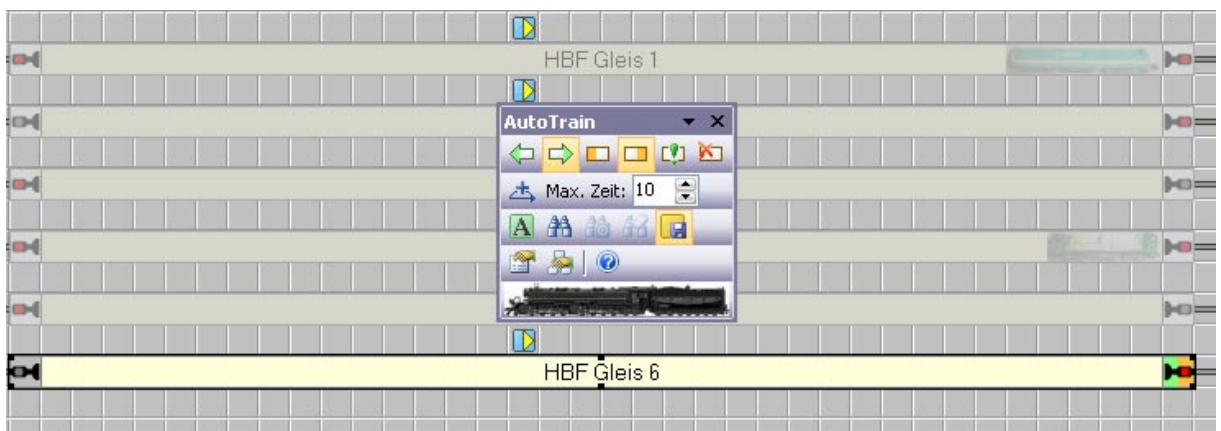 HBF Gleis 1
AutoTrain
Max. Zeit: 10
A
HBF Gleis 6